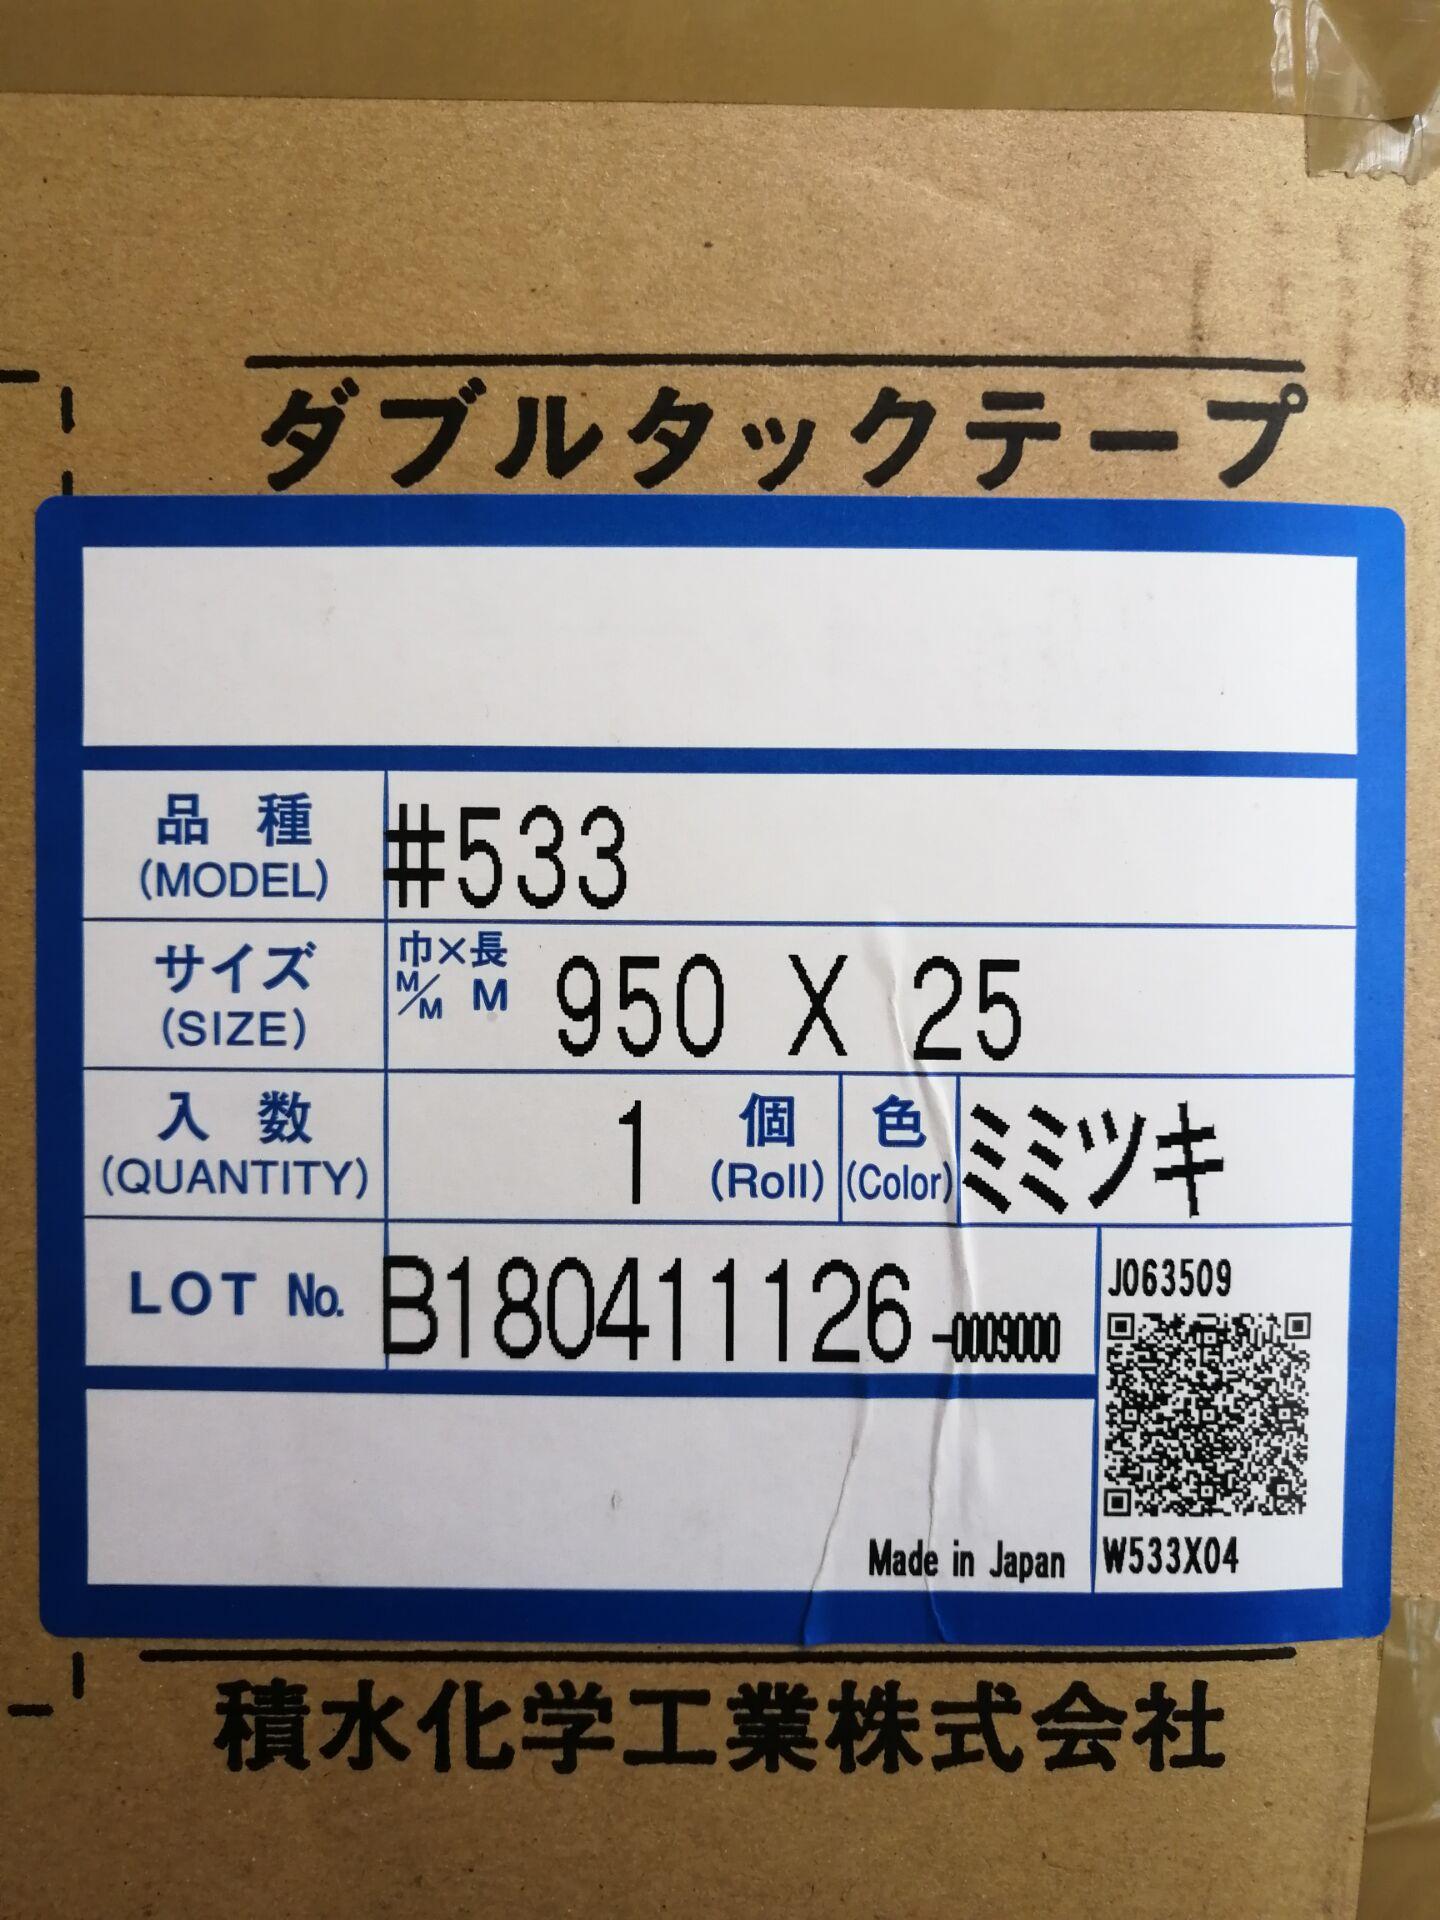 ダブルタックテープ
品種 #533
(MODEL)
サイズ 巾×長 950 X 25
(SIZE) M/M M
入数 1 個 色 ミミツキ
(QUANTITY) (Roll) (Color)
LOT No. B180411126-0009000
J063509
Made in Japan W533X04
積水化学工業株式会社